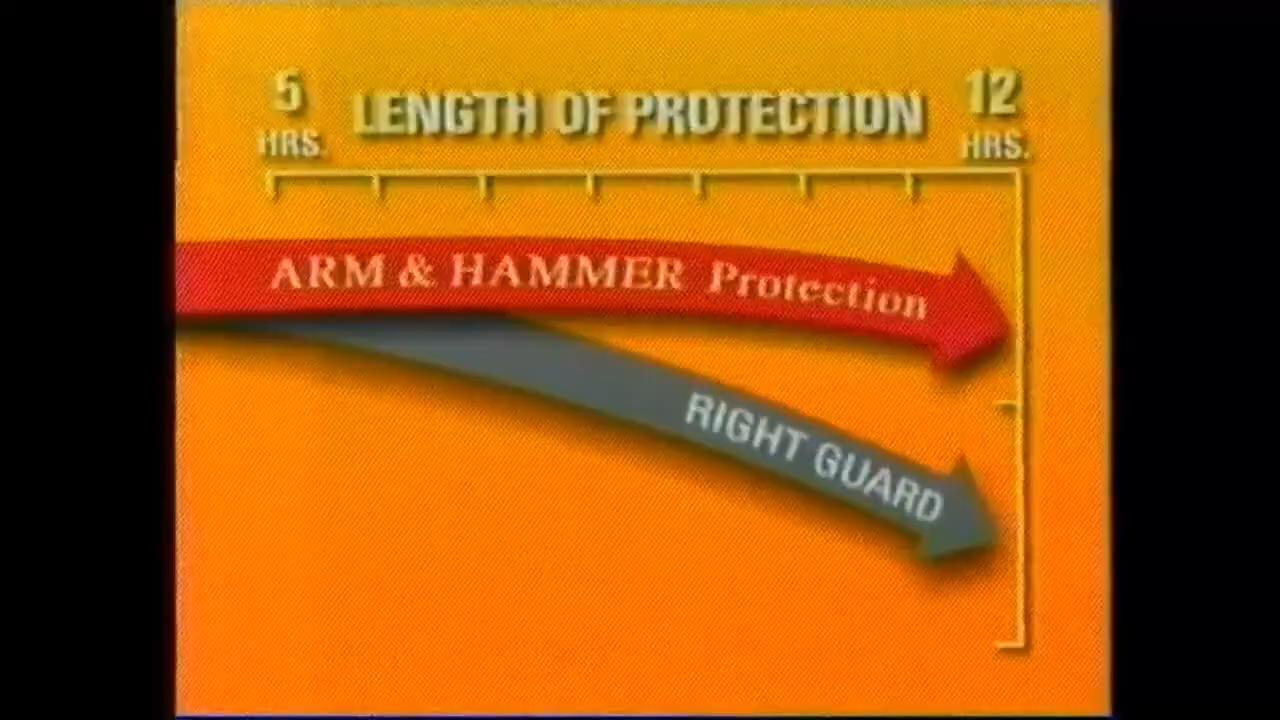 5 LENGTH OF PROTECTION 12
HRS. HRS.
ARM & HAMMER Protection
RIGHT GUARD